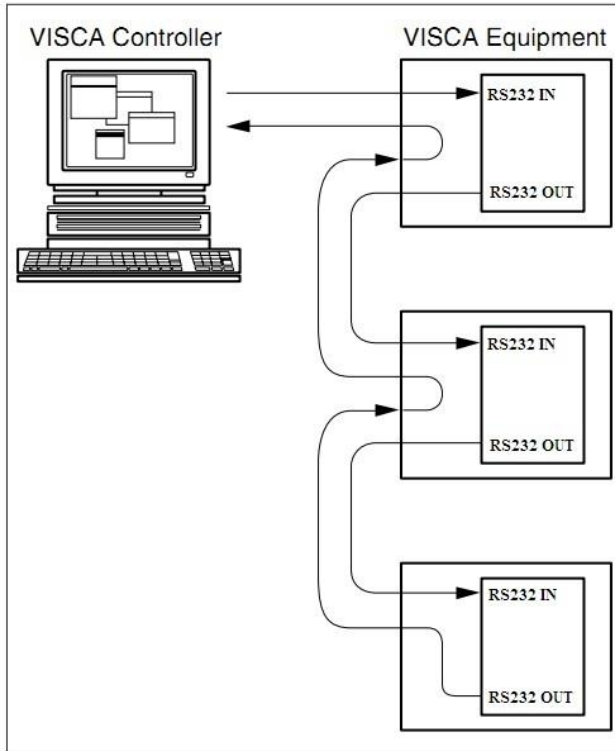 VISCA Controller
VISCA Equipment
RS232 IN
RS232 OUT
RS232 IN
RS232 OUT
RS232 IN
RS232 OUT